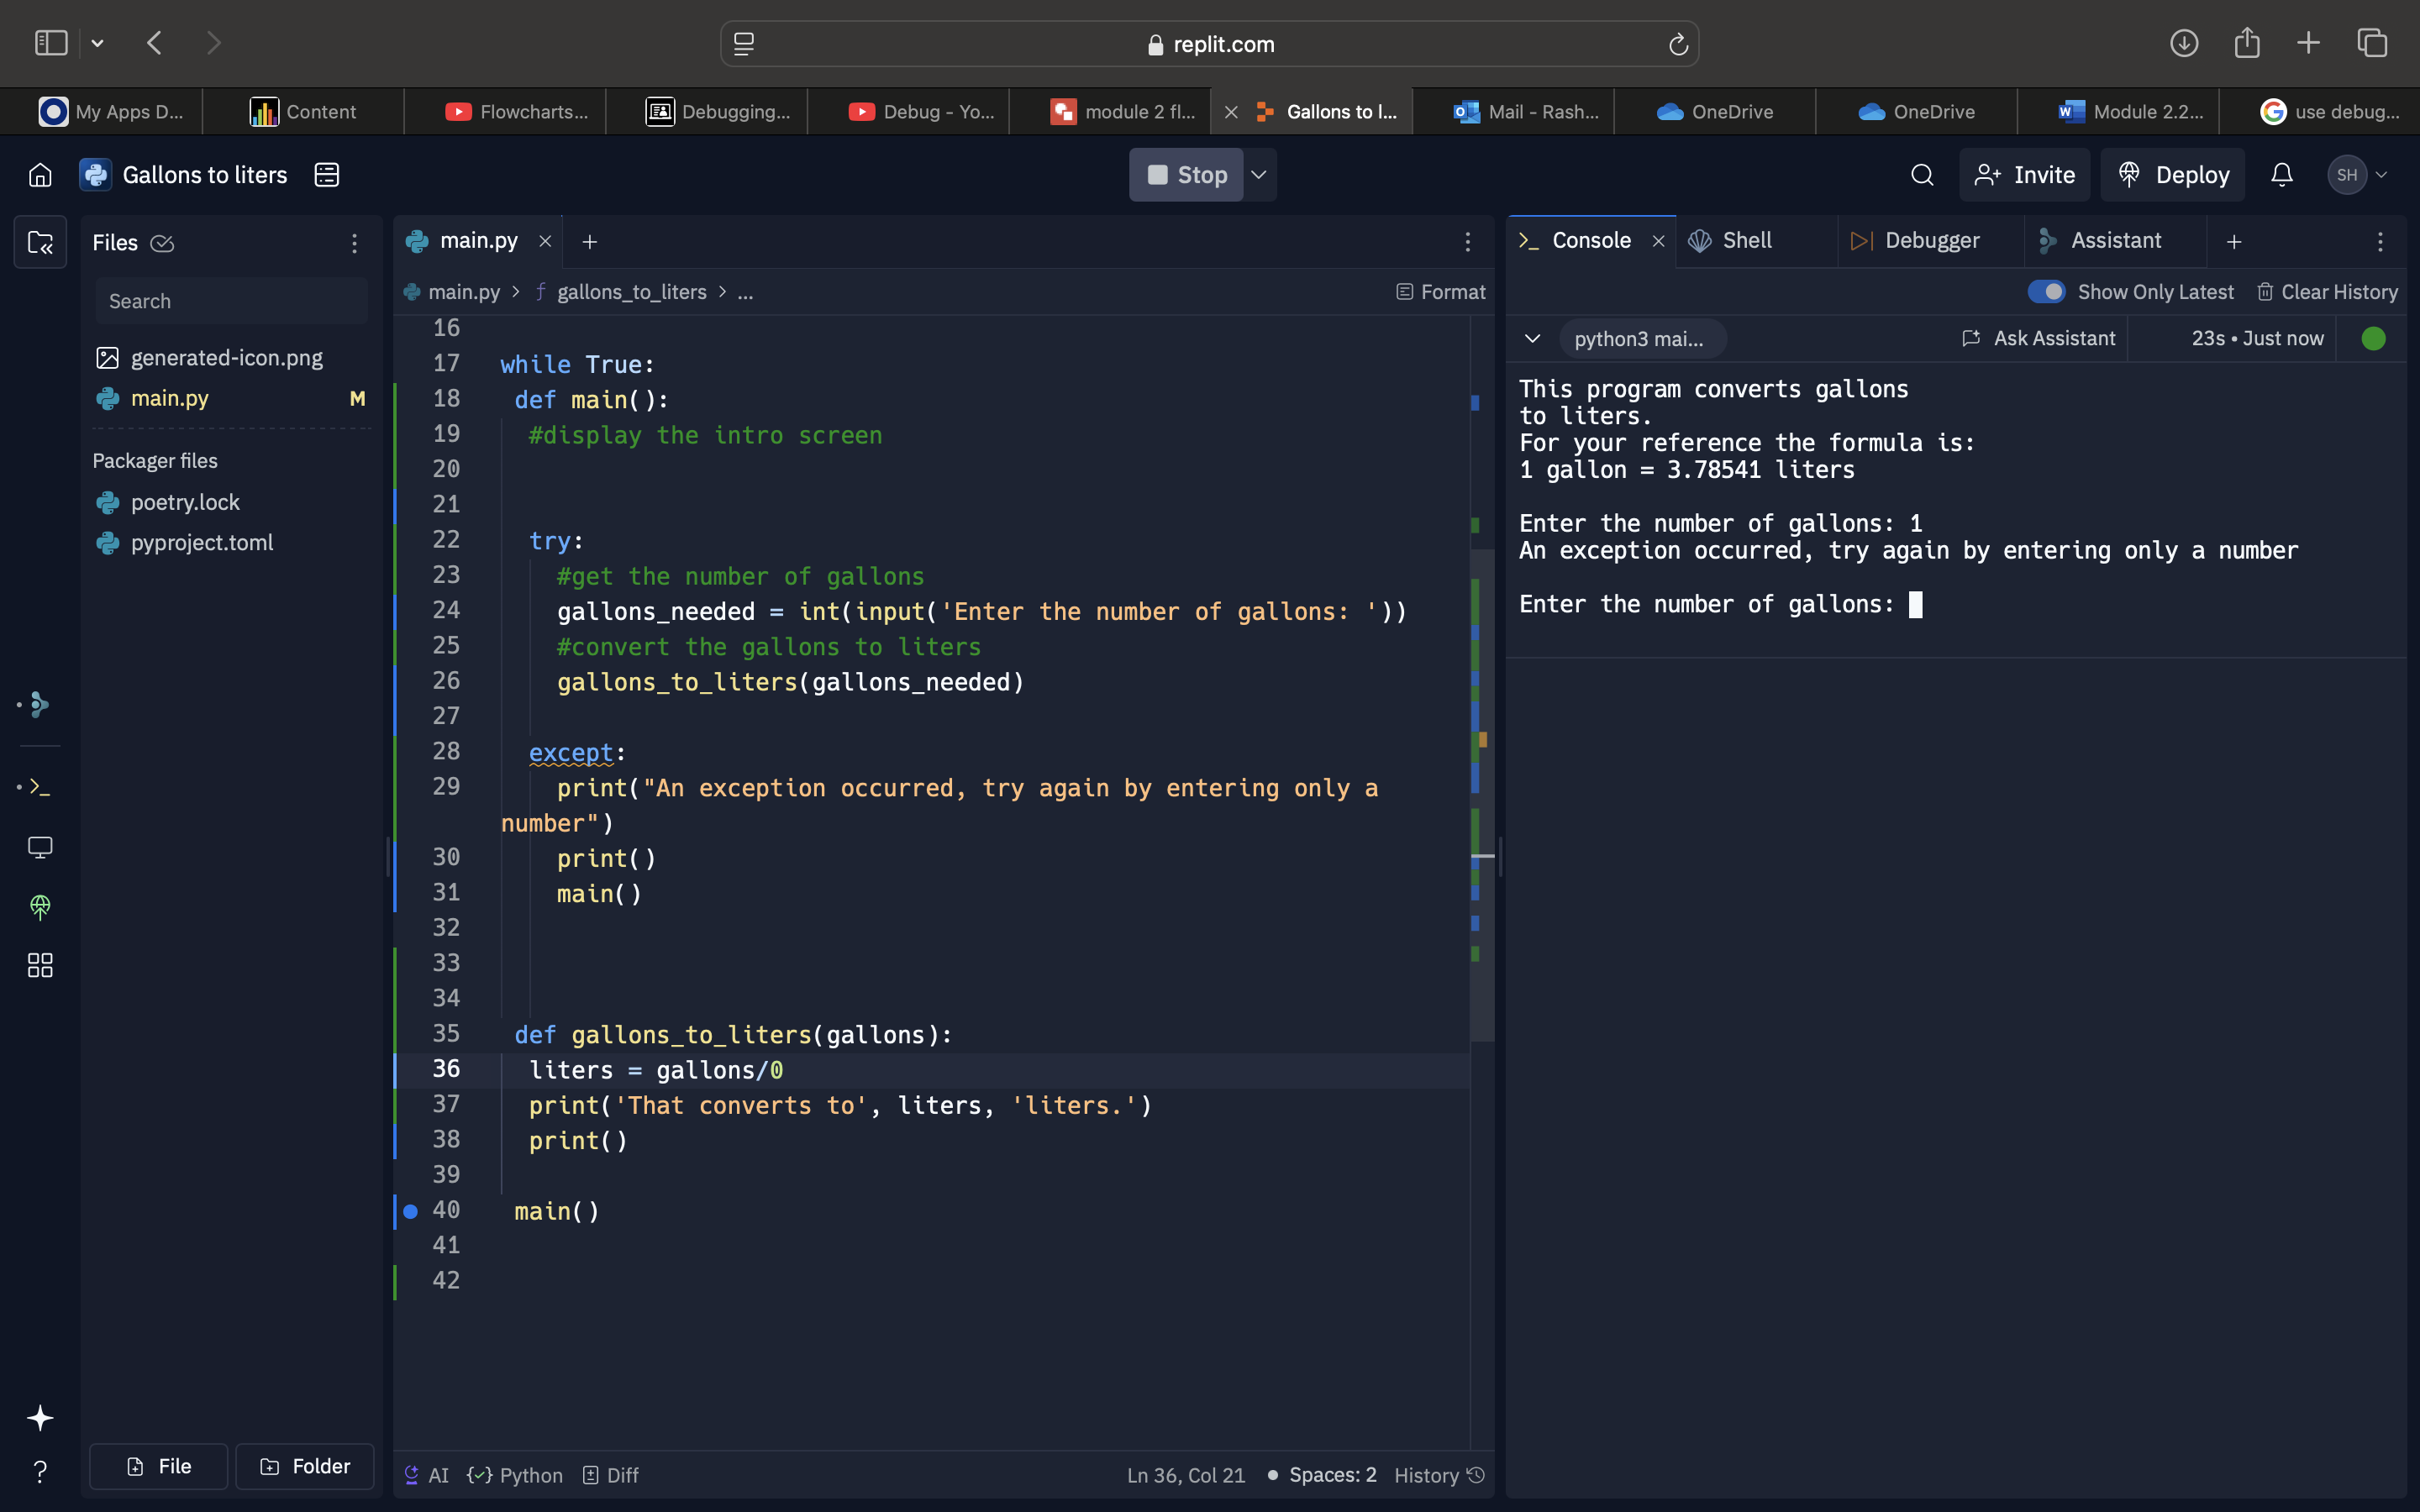 replit.com
My Apps D...
Content
Flowcharts...
Debugging...
Debug - Yo...
module 2 fl...
Gallons to l...
Mail - Rash...
OneDrive
OneDrive
Module 2.2...
use debug...
Gallons to liters
Stop
Invite
Deploy
SH
Files
Search
generated-icon.png
main.py M
Packager files
poetry.lock
pyproject.toml
File
Folder
main.py
main.py > f gallons_to_liters > ...
Format
16
17 while True:
18 def main():
19 #display the intro screen
20
21
22 try:
23 #get the number of gallons
24 gallons_needed = int(input('Enter the number of gallons: '))
25 #convert the gallons to liters
26 gallons_to_liters(gallons_needed)
27
28 except:
29 print("An exception occurred, try again by entering only a
number")
30 print()
31 main()
32
33
34
35 def gallons_to_liters(gallons):
36 liters = gallons/0
37 print('That converts to', liters, 'liters.')
38 print()
39
40 main()
41
42
AI
Python
Diff
Ln 36, Col 21
Spaces: 2
History
Console
Shell
Debugger
Assistant
Show Only Latest
Clear History
python3 mai...
Ask Assistant
23s • Just now
This program converts gallons
to liters.
For your reference the formula is:
1 gallon = 3.78541 liters
Enter the number of gallons: 1
An exception occurred, try again by entering only a number
Enter the number of gallons: